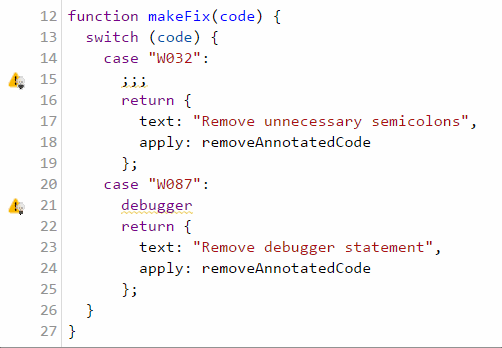 12 function makeFix(code) {
13   switch (code) {
14     case "W032":
15       ;;;
16       return {
17         text: "Remove unnecessary semicolons",
18         apply: removeAnnotatedCode
19       };
20     case "W087":
21       debugger
22       return {
23         text: "Remove debugger statement",
24         apply: removeAnnotatedCode
25       };
26   }
27 }